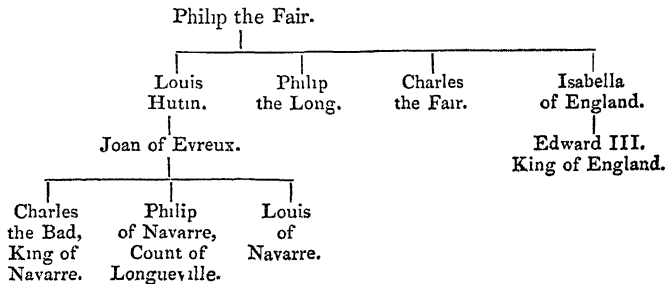 Philip the Fair.
Louis Hutin.
Philip the Long.
Charles the Fair.
Isabella of England.
Joan of Evreux.
Edward III. King of England.
Charles the Bad, King of Navarre.
Philip of Navarre, Count of Longueville.
Louis of Navarre.